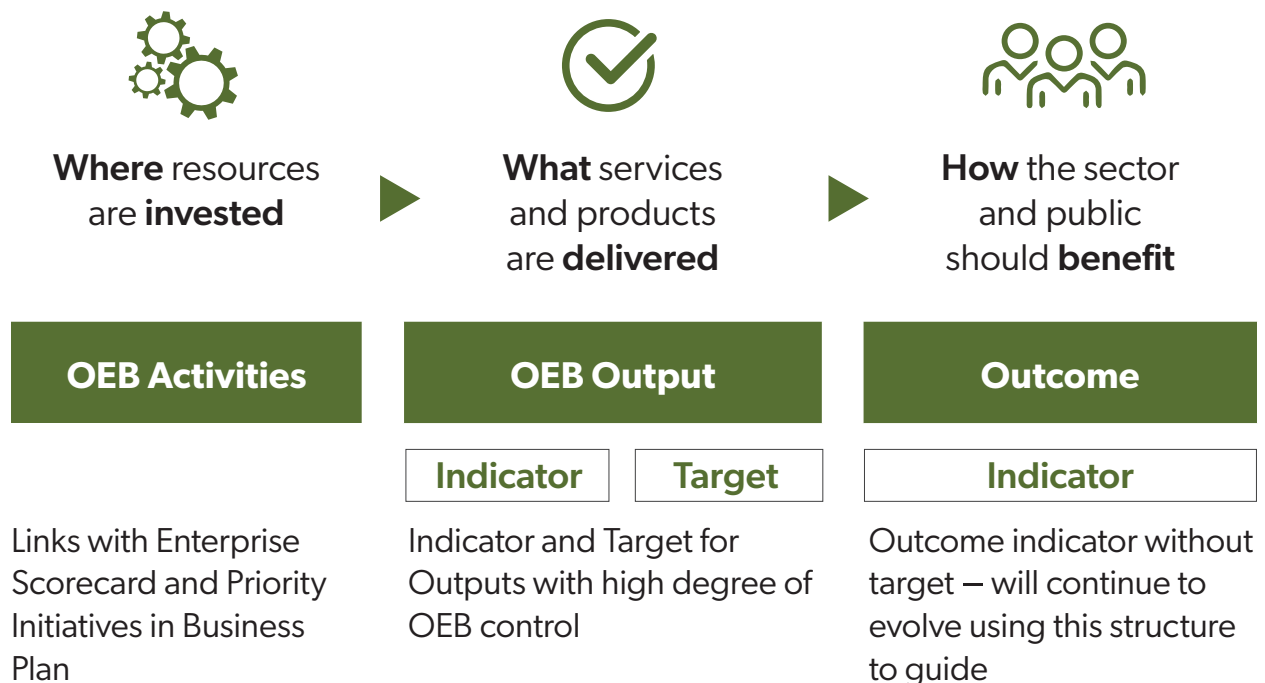 Where resources
are invested
What services
and products
are delivered
How the sector
and public
should benefit
OEB Activities
OEB Output
Outcome
Indicator
Target
Indicator
Links with Enterprise
Scorecard and Priority
Initiatives in Business
Plan
Indicator and Target for
Outputs with high degree of
OEB control
Outcome indicator without
target – will continue to
evolve using this structure
to guide